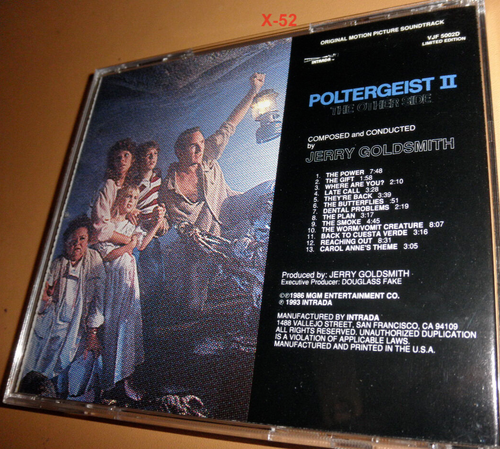 X-52
ORIGINAL MOTION PICTURE SOUNDTRACK
VJF 5002D
LIMITED EDITION
INTRADA
POLTERGEIST II
THE OTHER SIDE
COMPOSED and CONDUCTED
by
JERRY GOLDSMITH
1. THE POWER 7:48
2. THE GIFT 1:58
3. WHERE ARE YOU? 2:10
4. LATE CALL 3:28
5. THEY'RE BACK 3:39
6. THE BUTTERFLIES :51
7. DENTAL PROBLEMS 2:19
8. THE PLAN 3:17
9. THE SMOKE 4:45
10. THE WORM/VOMIT CREATURE 8:07
11. BACK TO CUESTA VERDE 3:16
12. REACHING OUT 8:31
13. CAROL ANNE'S THEME 3:05
Produced by: JERRY GOLDSMITH
Executive Producer: DOUGLASS FAKE
©℗1986 MGM ENTERTAINMENT CO.
℗1993 INTRADA
MANUFACTURED BY INTRADA
1488 VALLEJO STREET, SAN FRANCISCO, CA 94109
ALL RIGHTS RESERVED. UNAUTHORIZED DUPLICATION
IS A VIOLATION OF APPLICABLE LAWS.
MANUFACTURED AND PRINTED IN THE U.S.A.